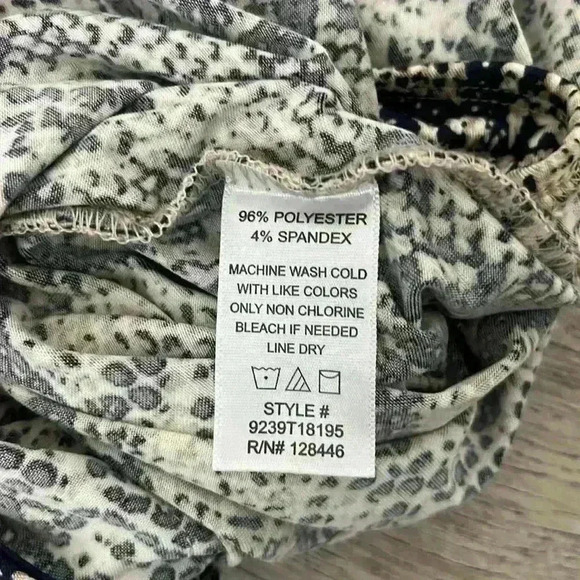 96% POLYESTER
4% SPANDEX
MACHINE WASH COLD
WITH LIKE COLORS
ONLY NON CHLORINE
BLEACH IF NEEDED
LINE DRY
STYLE #
9239T18195
R/N# 128446